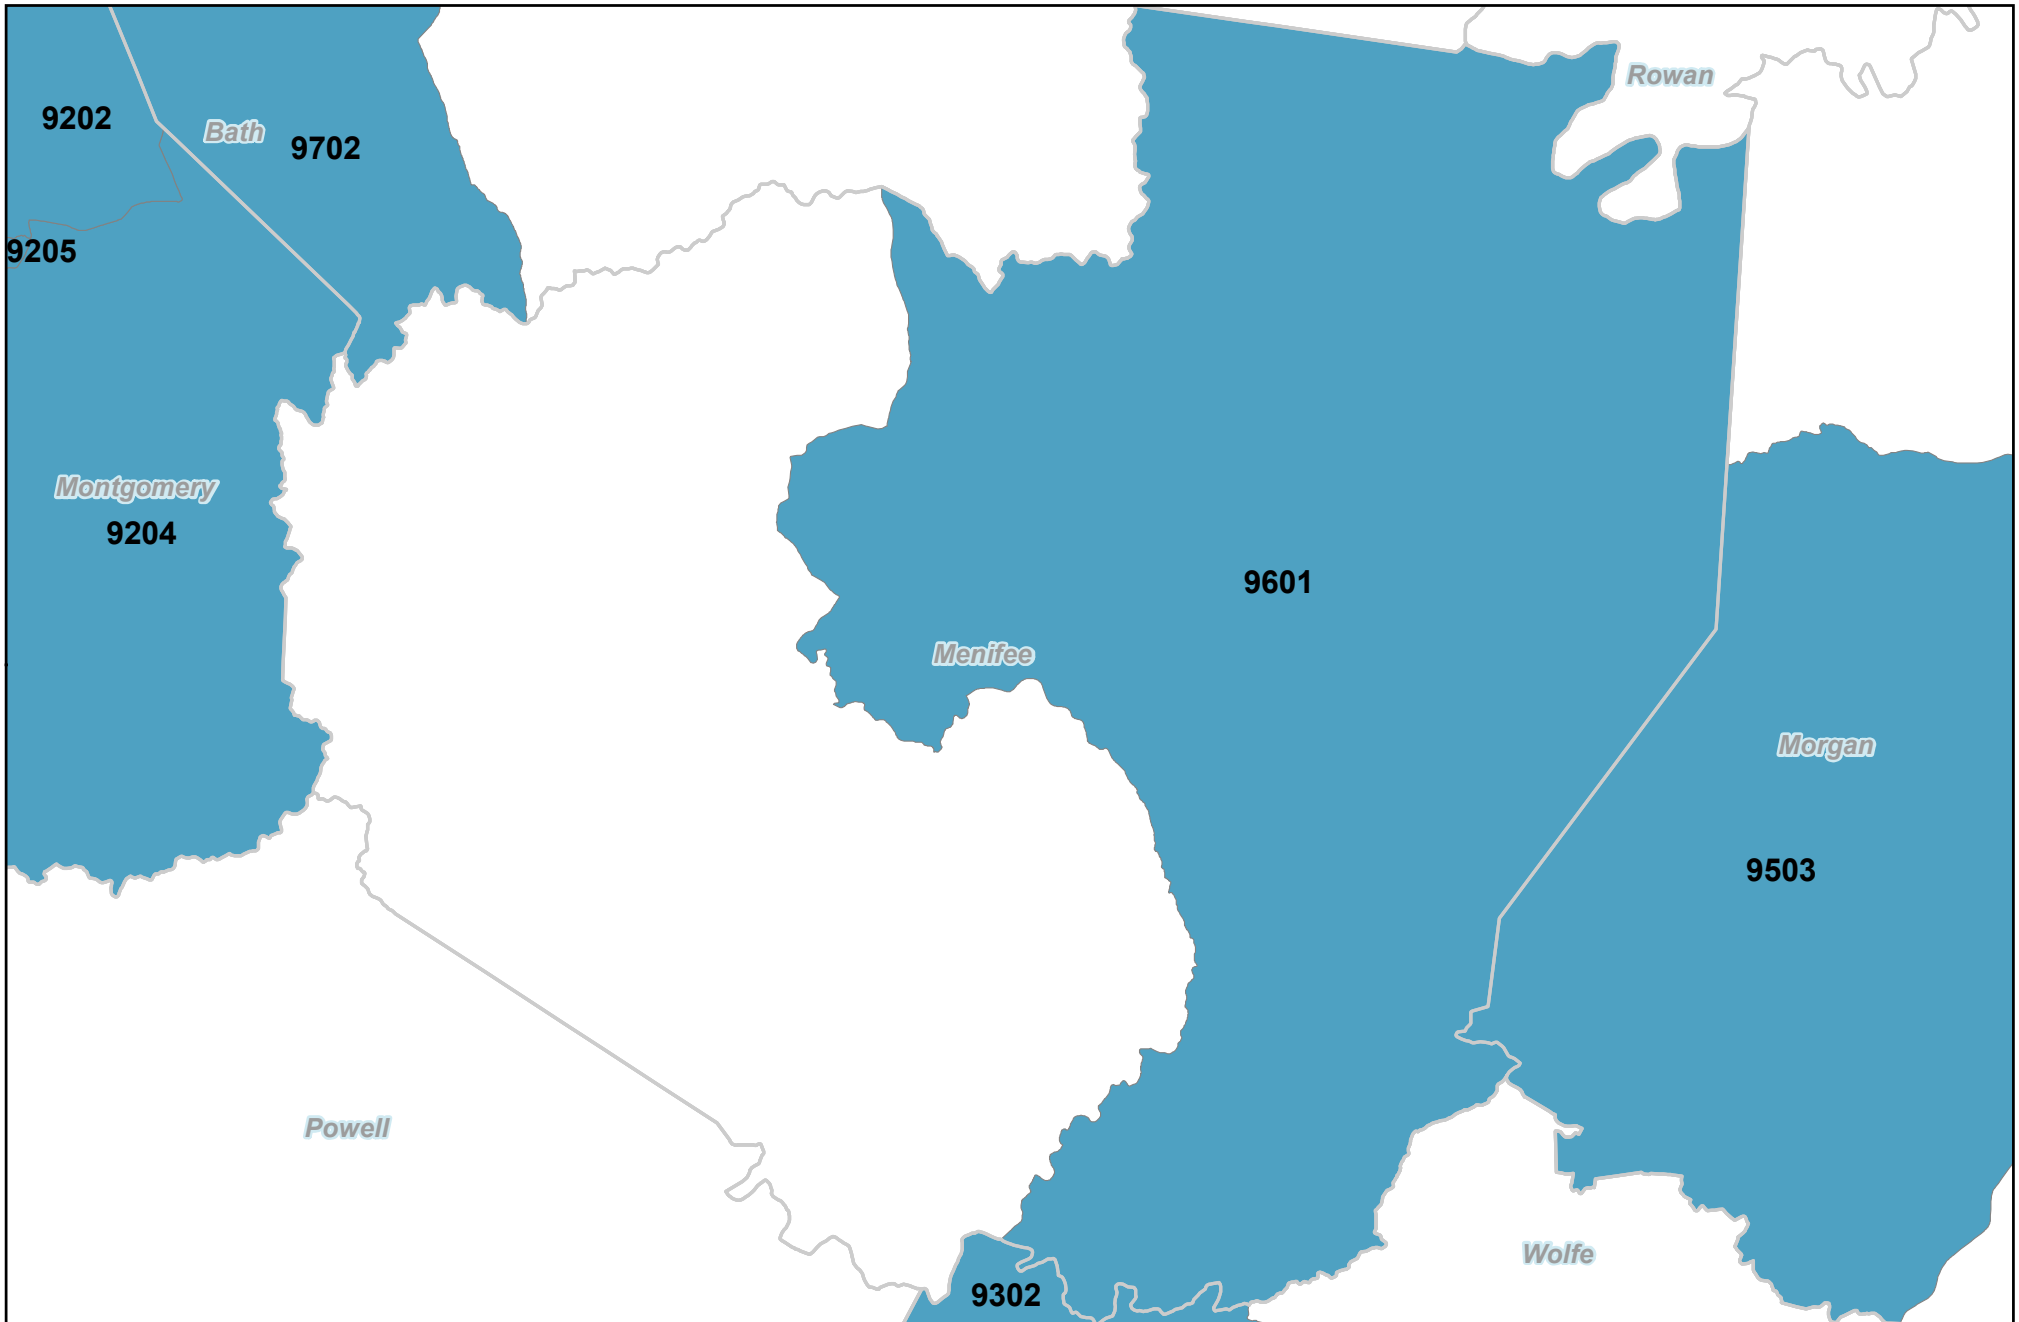 Rowan
9202
Bath
9702
9205
Montgomery
9204
9601
Menifee
Morgan
9503
Powell
Wolfe
9302